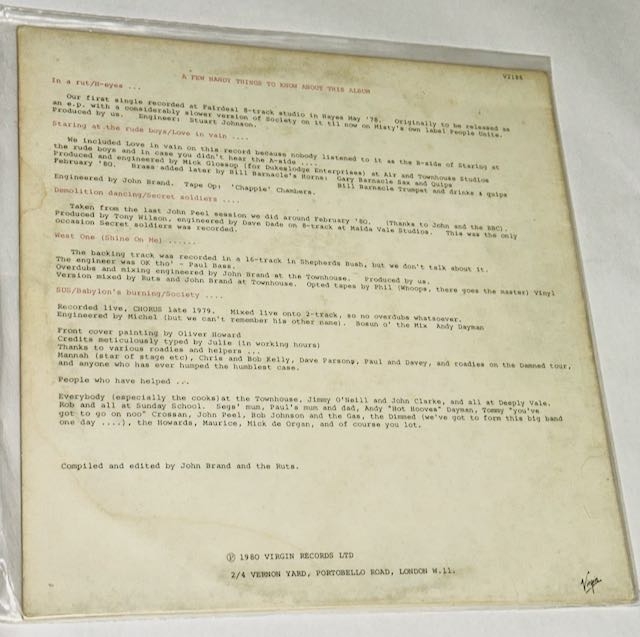 V2188
A FEW HANDY THINGS TO KNOW ABOUT THIS ALBUM
In a rut/H-eyes ...
Our first single recorded at Fairdeal 8-track studio in Hayes May '78. Originally to be released as
an e.p. with a considerably slower version of Society on it til now on Misty's own label People Unite.
Produced by us. Engineer: Stuart Johnson.
Staring at the rude boys/Love in vain ....
We included Love in vain on this record because nobody listened to it as the B-side of Staring at
the rude boys and in case you didn't hear the A-side ....
Produced and engineered by Mick Glossop (for Dukeslodge Enterprises) at Air and Townhouse Studios
February '80. Brass added later by Bill Barnacle's Horns: Gary Barnacle Sax and Quips
Bill Barnacle Trumpet and drinks & quips
Engineered by John Brand. Tape Op: 'Chappie' Chambers.
Demolition dancing/Secret soldiers ....
Taken from the last John Peel session we did around February '80. (Thanks to John and the BBC).
Produced by Tony Wilson, engineered by Dave Dade on 8-track at Maida Vale Studios. This was the only
occasion Secret soldiers was recorded.
West One (Shine On Me) ......
The backing track was recorded in a 16-track in Shepherds Bush, but we don't talk about it.
The engineer was OK tho' - Paul Bass.
Overdubs and mixing engineered by John Brand at the Townhouse. Produced by us.
Version mixed by Ruts and John Brand at Townhouse. Opted tapes by Phil (Whoops, there goes the master) Vinyl
SUS/Babylon's burning/Society ....
Recorded live, CHORUS late 1979. Mixed live onto 2-track, so no overdubs whatsoever.
Engineered by Michel (but we can't remember his other name). Bosun o' the Mix Andy Dayman
Front cover painting by Oliver Howard
Credits meticulously typed by Julie (in working hours)
Thanks to various roadies and helpers ...
Mannah (star of stage etc), Chris and Bob Kelly, Dave Parsons, Paul and Davey, and roadies on the Damned tour,
and anyone who has ever humped the humblest case.
People who have helped ...
Everybody (especially the cooks)at the Townhouse, Jimmy O'Neill and John Clarke, and all at Deeply Vale.
Rob and all at Sunday School. Segs' mum, Paul's mum and dad, Andy "Hot Hooves" Dayman, Tommy "you've
got to go on noo" Crossan, John Peel, Bob Johnson and the Gas, the Dimmed (we've got to form this big band
one day ....), the Howards, Maurice, Mick de Organ, and of course you lot.
Compiled and edited by John Brand and the Ruts.
Ⓟ 1980 VIRGIN RECORDS LTD
2/4 VERNON YARD, PORTOBELLO ROAD, LONDON W.11.
Virgin